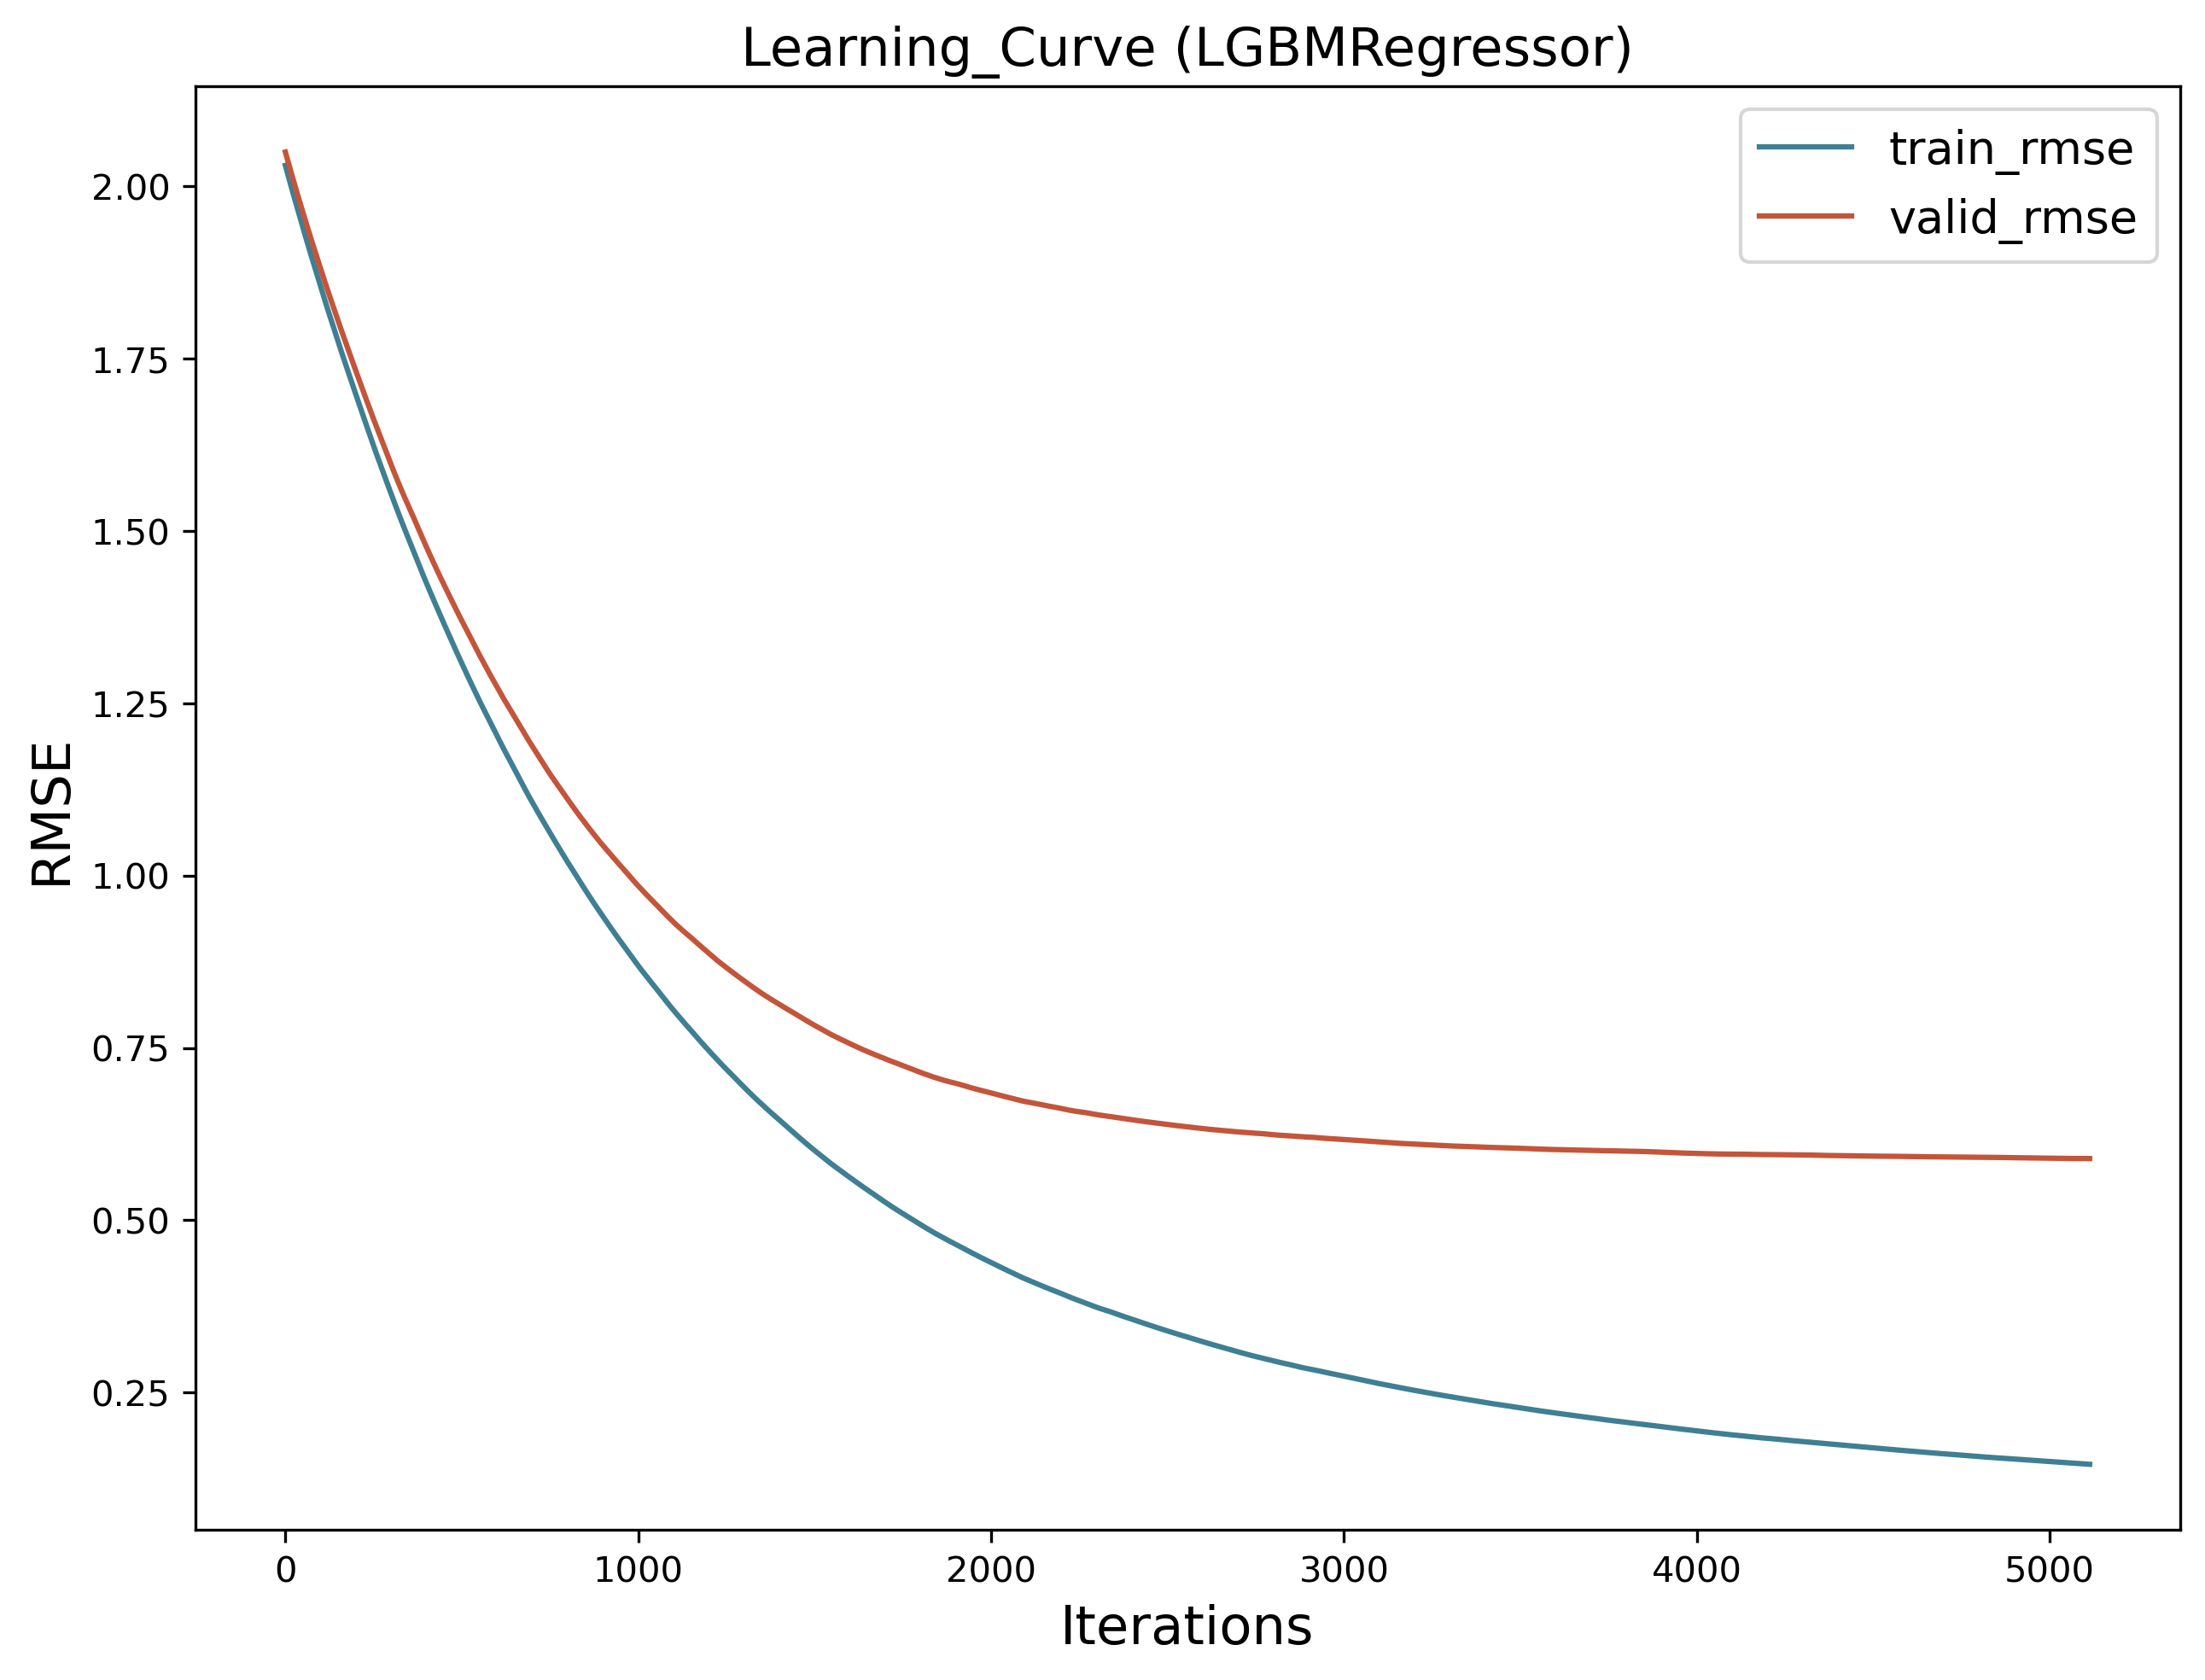 Learning_Curve (LGBMRegressor)
train_rmse
valid_rmse
2.00
1.75
1.50
1.25
1.00
0.75
0.50
0.25
RMSE
0 1000 2000 3000 4000 5000
Iterations